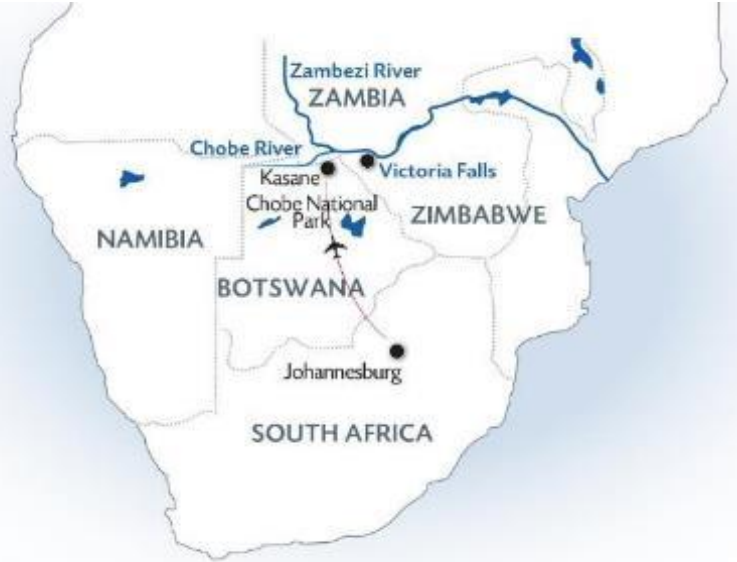 Zambezi River
ZAMBIA
Chobe River
Victoria Falls
Kasane
Chobe National
Park
ZIMBABWE
NAMIBIA
BOTSWANA
Johannesburg
SOUTH AFRICA